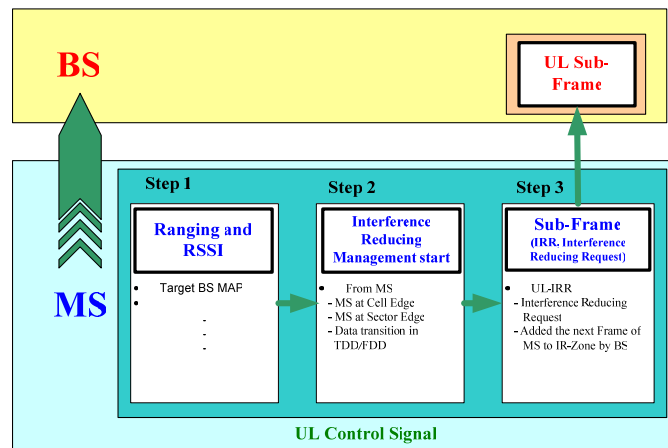 BS
UL Sub-
Frame
MS
Step 1
Ranging and
RSSI
• Target BS MAP
•
-
-
-
Step 2
Interference
Reducing
Management start
• From MS
- MS at Cell Edge
- MS at Sector Edge
- Data transition in
TDD/FDD
Step 3
Sub-Frame
(IRR. Interference
Reducing Request)
• UL-IRR
- Interference Reducing
Request
- Added the next Frame of
MS to IR-Zone by BS
UL Control Signal